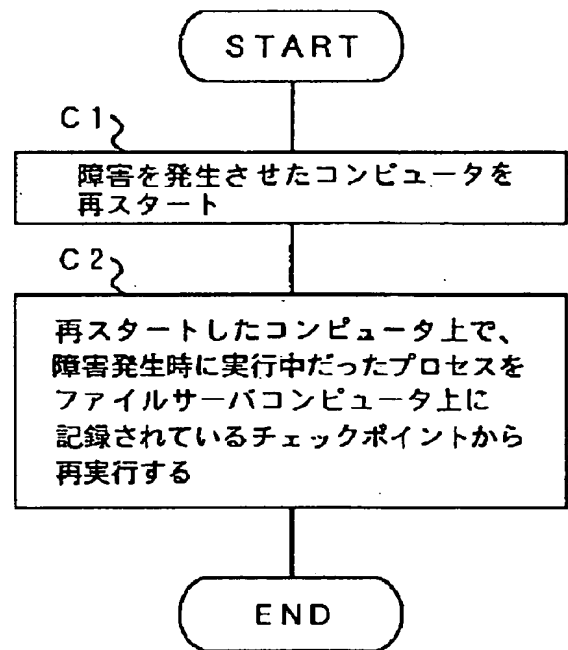 START
C1
障害を発生させたコンピュータを
再スタート
C2
再スタートしたコンピュータ上で、
障害発生時に実行中だったプロセスを
ファイルサーバコンピュータ上に
記録されているチェックポイントから
再実行する
END